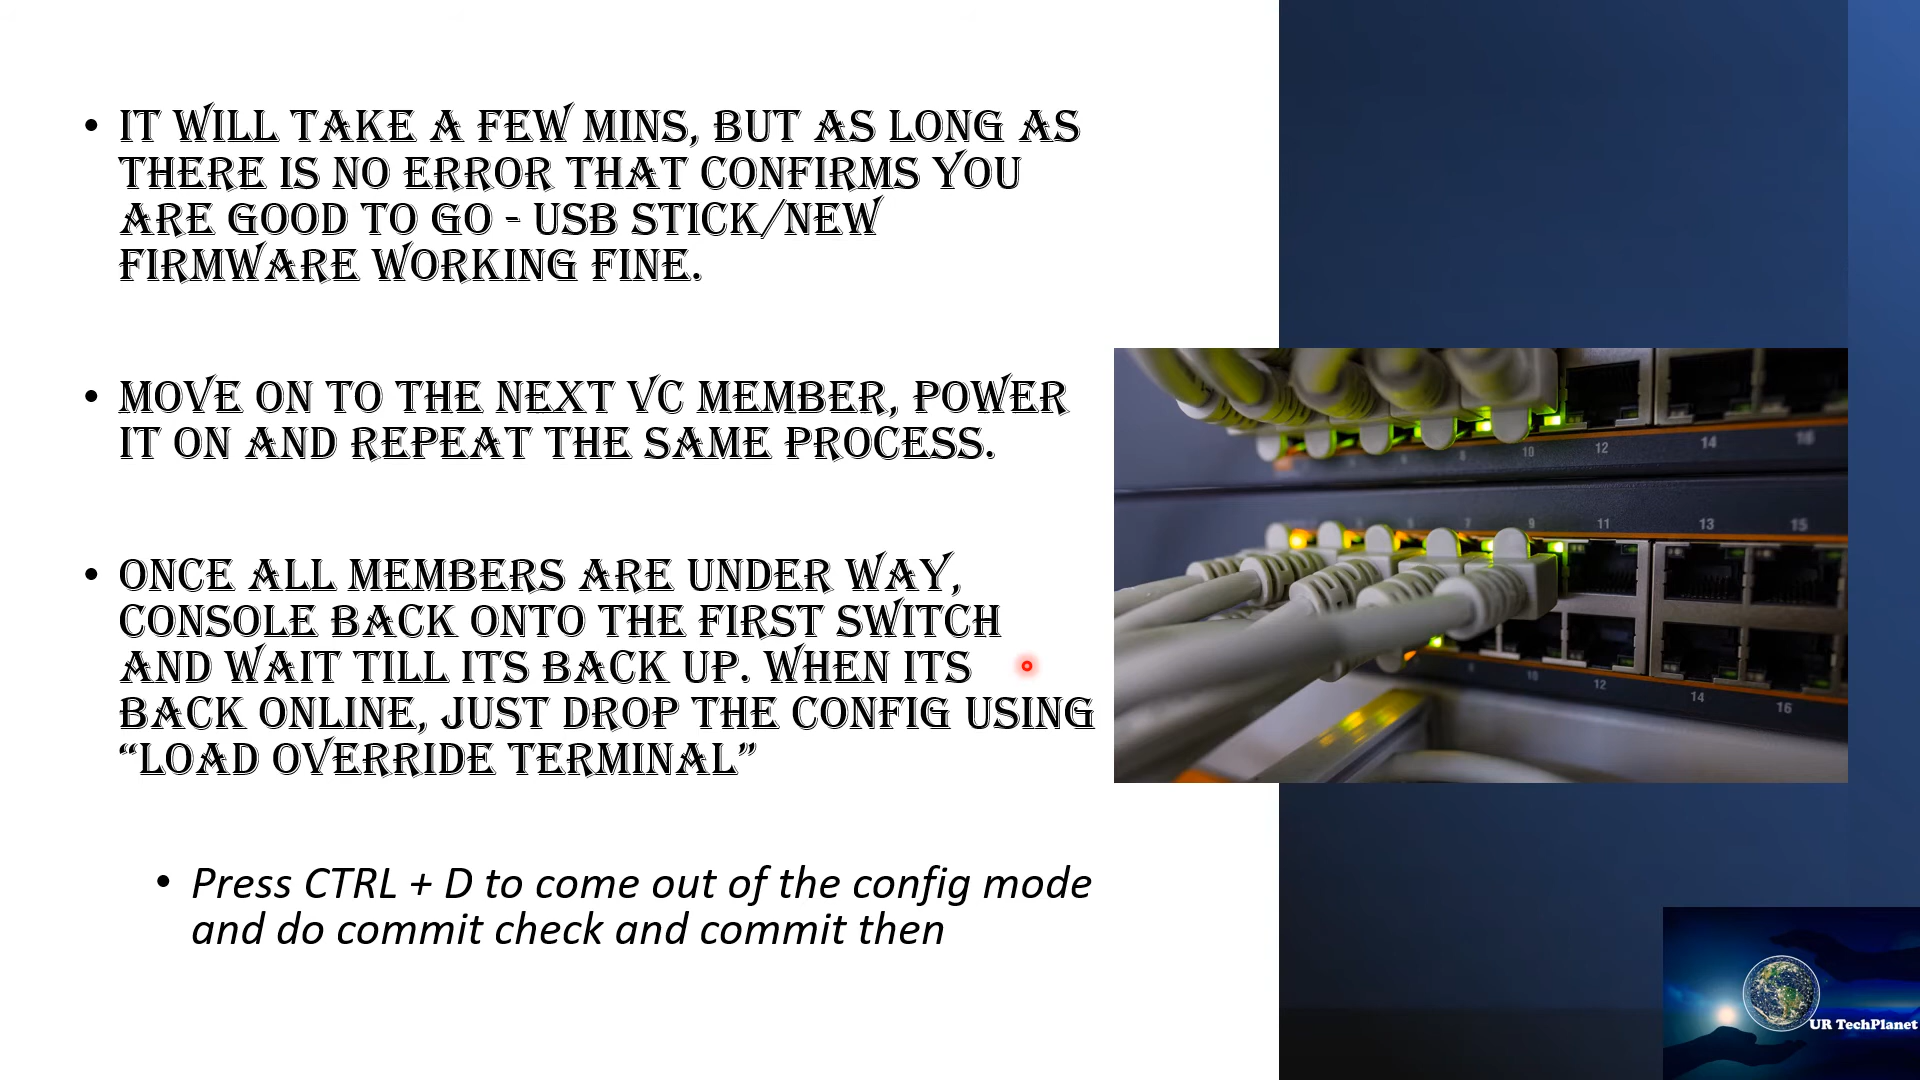 • IT WILL TAKE A FEW MINS, BUT AS LONG AS
THERE IS NO ERROR THAT CONFIRMS YOU
ARE GOOD TO GO - USB STICK/NEW
FIRMWARE WORKING FINE.
• MOVE ON TO THE NEXT VC MEMBER, POWER
IT ON AND REPEAT THE SAME PROCESS.
• ONCE ALL MEMBERS ARE UNDER WAY,
CONSOLE BACK ONTO THE FIRST SWITCH
AND WAIT TILL ITS BACK UP. WHEN ITS
BACK ONLINE, JUST DROP THE CONFIG USING
“LOAD OVERRIDE TERMINAL”
• Press CTRL + D to come out of the config mode
and do commit check and commit then
8 10 12 14 16
7 9 11 13 15
10 12 14 16
UR TechPlanet